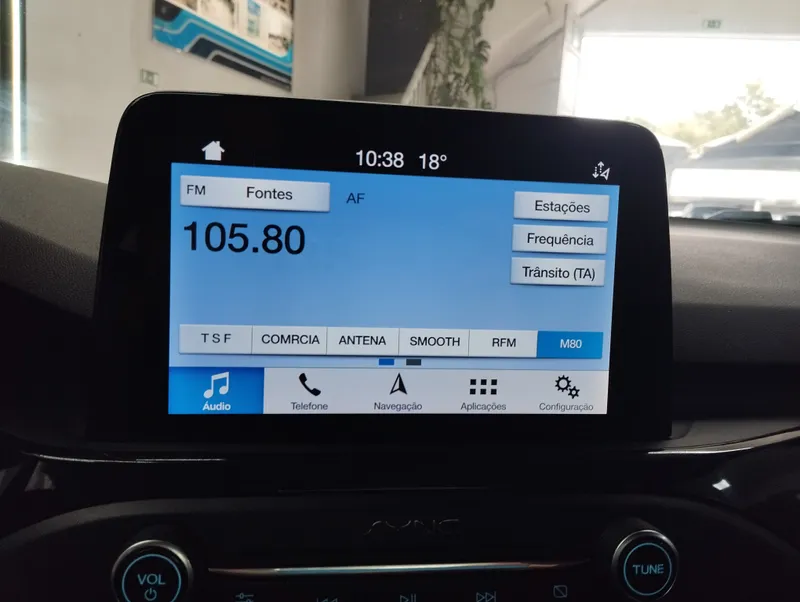 10:38 18°
FM Fontes AF
Estações
105.80
Frequência
Trânsito (TA)
T S F COMRCIA ANTENA SMOOTH RFM M80
Áudio Telefone Navegação Aplicações Configuração
SYNC
VOL
TUNE